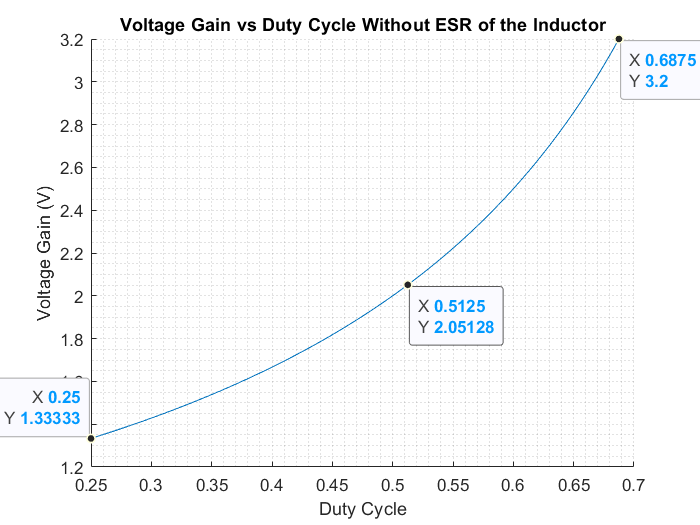 Voltage Gain vs Duty Cycle Without ESR of the Inductor
3.2
3
2.8
2.6
2.4
2.2
2
1.8
1.2
Voltage Gain (V)
X 0.6875
Y 3.2
X 0.5125
Y 2.05128
X 0.25
Y 1.33333
0.25
0.3
0.35
0.4
0.45
0.5
0.55
0.6
0.65
0.7
Duty Cycle